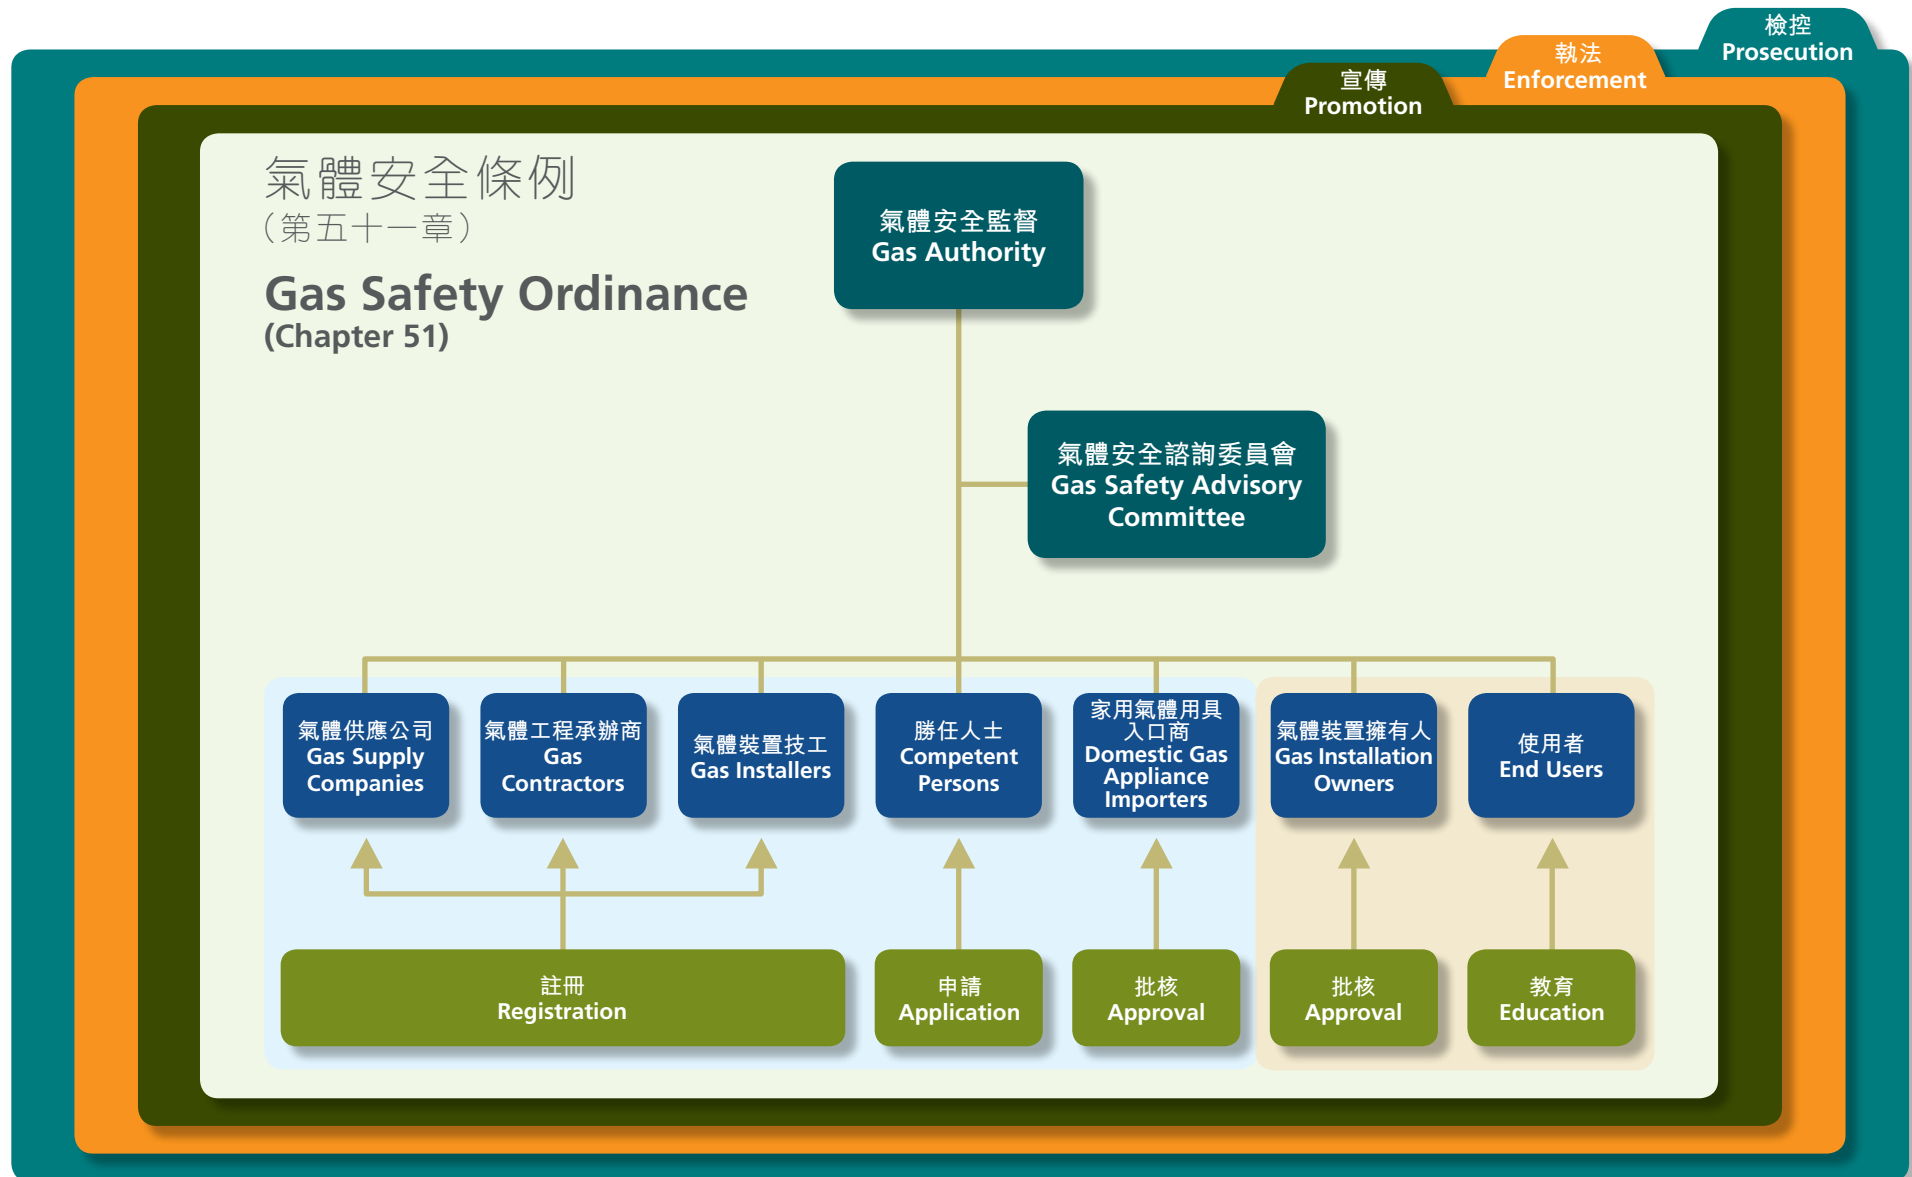 檢控
Prosecution
執法
Enforcement
宣傳
Promotion
氣體安全條例
（第五十一章）
Gas Safety Ordinance
(Chapter 51)
氣體安全監督
Gas Authority
氣體安全諮詢委員會
Gas Safety Advisory
Committee
氣體供應公司
Gas Supply
Companies
氣體工程承辦商
Gas
Contractors
氣體裝置技工
Gas Installers
勝任人士
Competent
Persons
家用氣體用具
入口商
Domestic Gas
Appliance
Importers
氣體裝置擁有人
Gas Installation
Owners
使用者
End Users
註冊
Registration
申請
Application
批核
Approval
批核
Approval
教育
Education